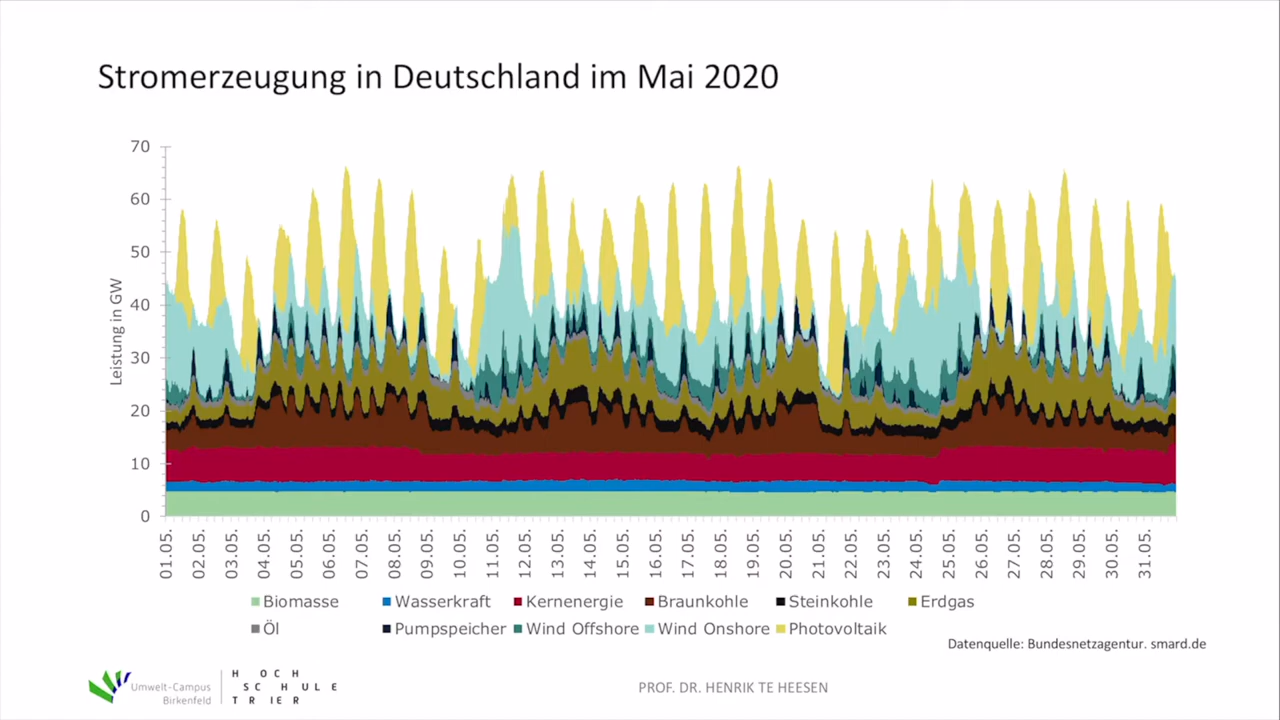 Stromerzeugung in Deutschland im Mai 2020
Leistung in GW
70
60
50
40
30
20
10
0
01.05. 02.05. 03.05. 04.05. 05.05. 06.05. 07.05. 08.05. 09.05. 10.05. 11.05. 12.05. 13.05. 14.05. 15.05. 16.05. 17.05. 18.05. 19.05. 20.05. 21.05. 22.05. 23.05. 24.05. 25.05. 26.05. 27.05. 28.05. 29.05. 30.05. 31.05.
Biomasse Wasserkraft Kernenergie Braunkohle Steinkohle Erdgas
Öl Pumpspeicher Wind Offshore Wind Onshore Photovoltaik
Datenquelle: Bundesnetzagentur. smard.de
Umwelt-Campus
Birkenfeld
HOCH
SCHULE
TRIER
PROF. DR. HENRIK TE HEESEN